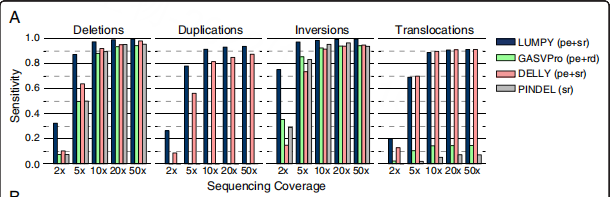 A
Deletions Duplications Inversions Translocations
1.0
0.8
0.6
0.4
0.2
0.0
Sensitivity
2x 5x 10x 20x 50x 2x 5x 10x 20x 50x 2x 5x 10x 20x 50x 2x 5x 10x 20x 50x
Sequencing Coverage
LUMPY (pe+sr)
GASVPro (pe+rd)
DELLY (pe+sr)
PINDEL (sr)